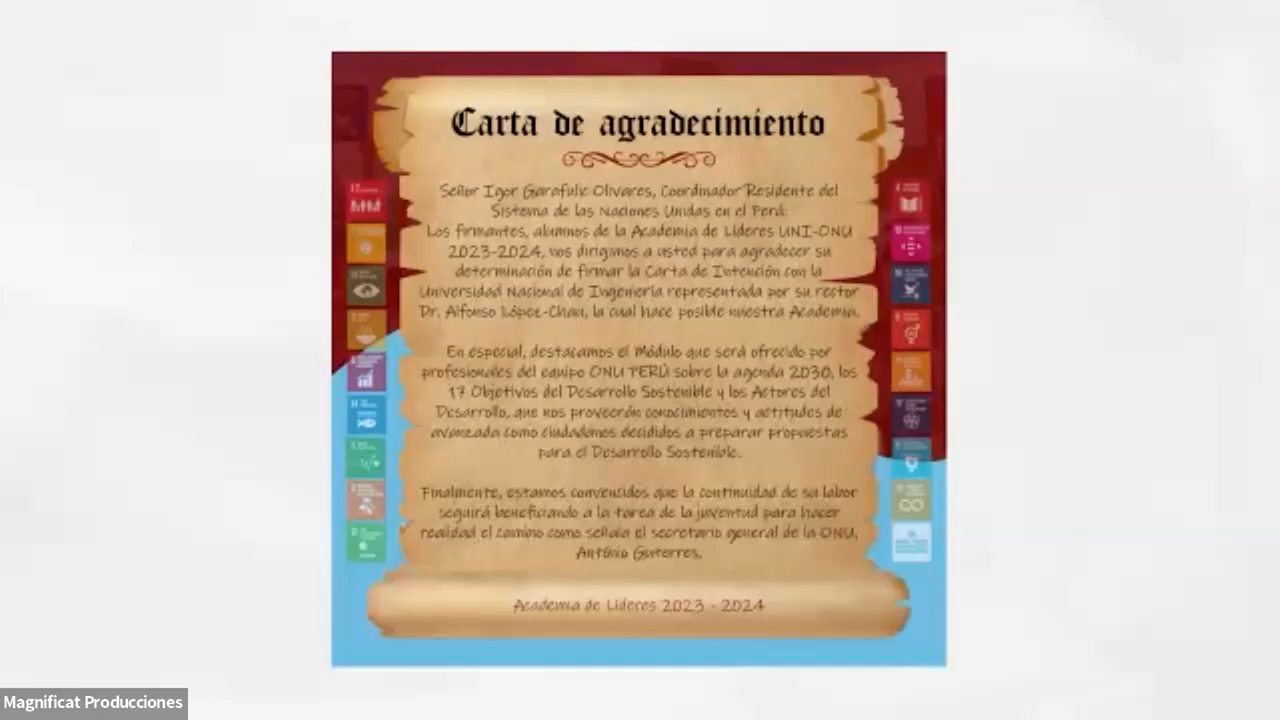 Carta de agradecimiento
Señor Igor Garafulic Olivares, Coordinador Residente del
Sistema de las Naciones Unidas en el Perú:
Los firmantes, alumnos de la Academia de Líderes UNI-ONU
2023-2024, nos dirigimos a usted para agradecer su
determinación de firmar la Carta de Intención con la
Universidad Nacional de Ingeniería representada por su rector
Dr. Alfonso López-Chau, la cual hace posible nuestra Academia.
En especial, destacamos el Módulo que será ofrecido por
profesionales del equipo ONU PERÚ sobre la agenda 2030, los
17 Objetivos del Desarrollo Sostenible y los Actores del
Desarrollo, que nos proveerán conocimientos y actitudes de
avanzada como ciudadanos decididos a preparar propuestas
para el Desarrollo Sostenible.
Finalmente, estamos convencidos que la continuidad de su labor
seguirá beneficiando a la tarea de la juventud para hacer
realidad el camino como señala el secretario general de la ONU,
António Guterres.
Academia de Líderes 2023 - 2024
Magnificat Producciones